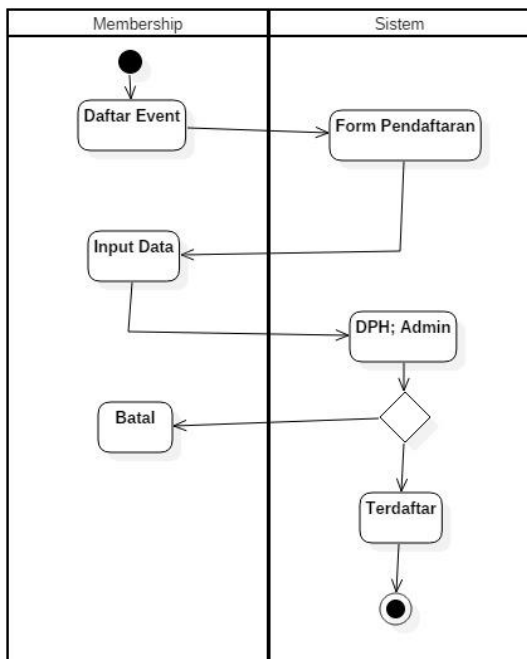 Membership
Sistem
Daftar Event
Form Pendaftaran
Input Data
DPH; Admin
Batal
Terdaftar